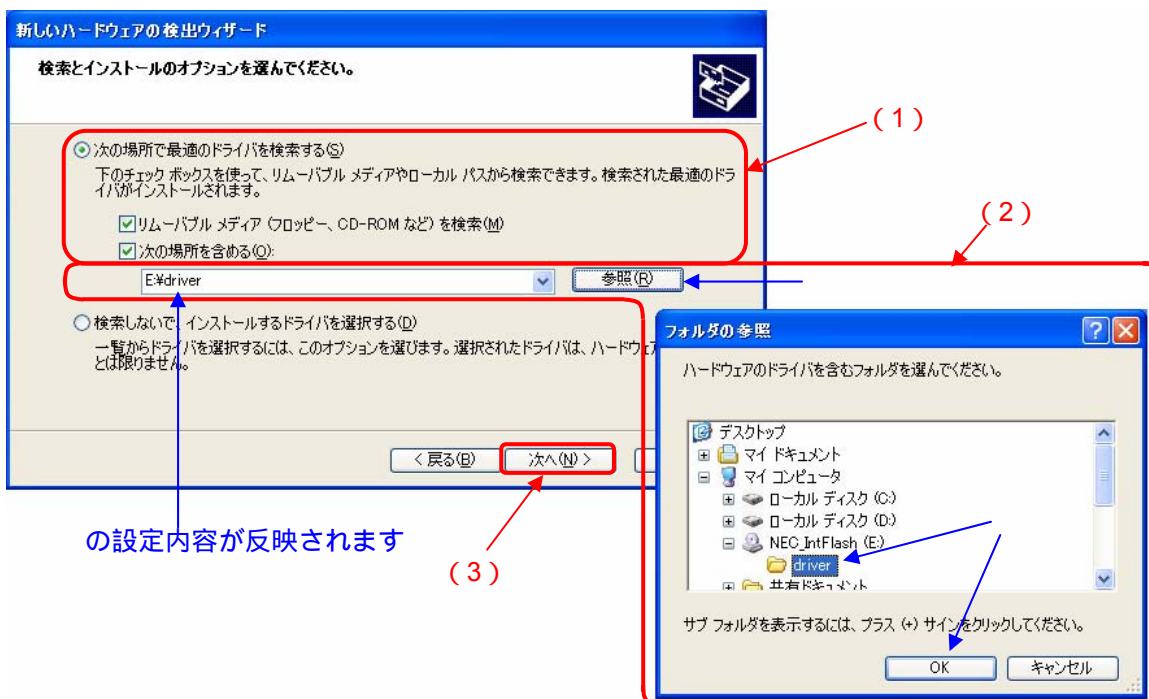 新しいハードウェアの検出ウィザード
検索とインストールのオプションを選んでください。
(1)
次の場所で最適のドライバを検索する(S)
下のチェック ボックスを使って、リムーバブル メディアやローカル パスから検索できます。検索された最適のドラ
イバがインストールされます。
リムーバブル メディア (フロッピー、CD-ROM など) を検索(M)
(2)
次の場所を含める(O):
E:¥driver
参照(R)
検索しないで、インストールするドライバを選択する(D)
一覧からドライバを選択するには、このオプションを選びます。選択されたドライバは、ハードウェア
とは限りません。
< 戻る(B)
次へ(N) >
の設定内容が反映されます
(3)
フォルダの参照
ハードウェアのドライバを含むフォルダを選んでください。
デスクトップ
マイ ドキュメント
マイ コンピュータ
ローカル ディスク (C:)
ローカル ディスク (D:)
NEC_IntFlash (E:)
driver
共有ドキュメント
サブ フォルダを表示するには、プラス (+) サインをクリックしてください。
OK
キャンセル